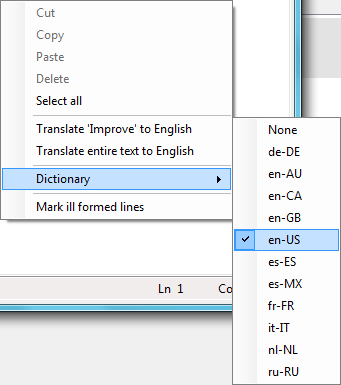 Cut
Copy
Paste
Delete
Select all
Translate 'Improve' to English
Translate entire text to English
Dictionary
Mark ill formed lines
None
de-DE
en-AU
en-CA
en-GB
en-US
es-ES
es-MX
fr-FR
it-IT
nl-NL
ru-RU
Ln 1
Co